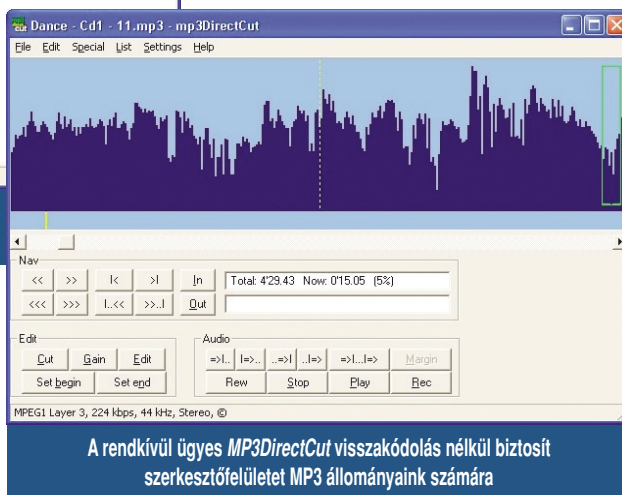 Dance - Cd1 - 11.mp3 - mp3DirectCut
File Edit Special List Settings Help
Nav
<< >> I< >I In Total: 4'29.43 Now: 0'15.05 (5%)
<<< >>> I..<< >>..I Out
Edit Audio
Cut Gain Edit =>I.. I=>.. ..=>I ..I=> =>I...I=> Margin
Set begin Set end Rew Stop Play Rec
MPEG1 Layer 3, 224 kbps, 44 kHz, Stereo, ©
A rendkívül ügyes MP3DirectCut visszakódolás nélkül biztosít
szerkesztőfelületet MP3 állományaink számára